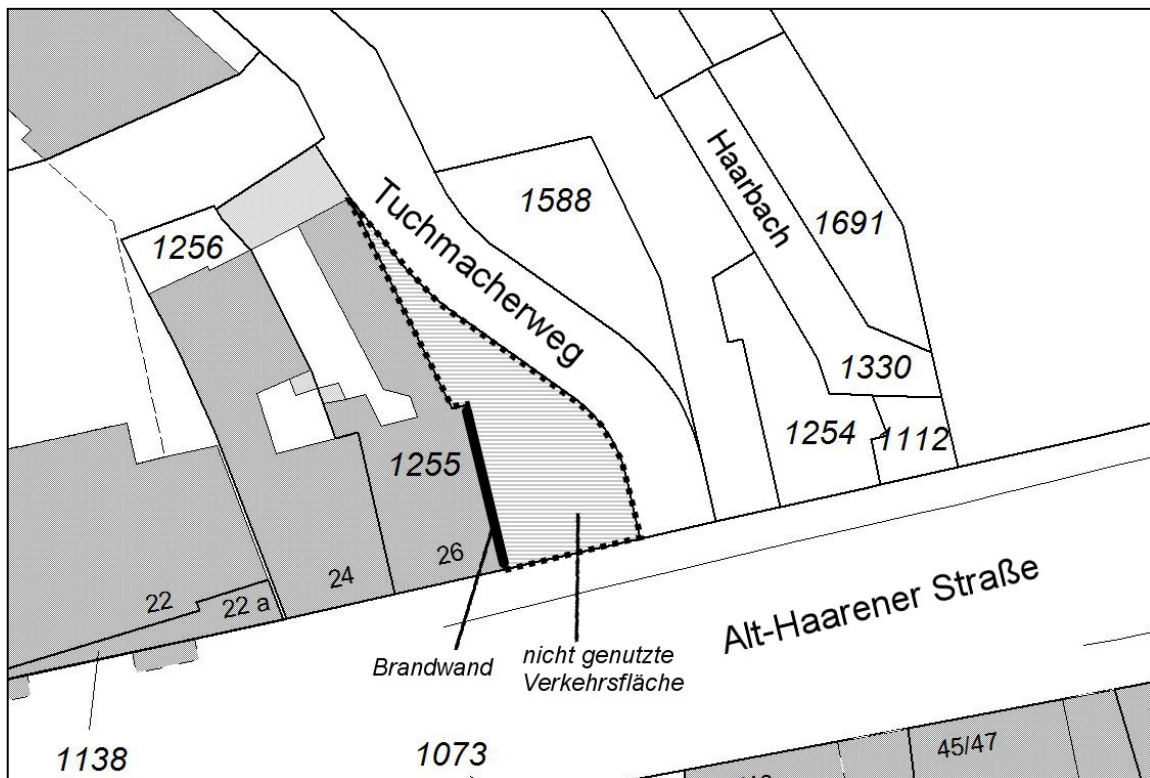 Haarbach
1588
1691
Tuchmacherweg
1256
1330
1254
1112
1255
26
24
22
22 a
Alt-Haarener Straße
Brandwand
nicht genutzte
Verkehrsfläche
1138
1073
45/47